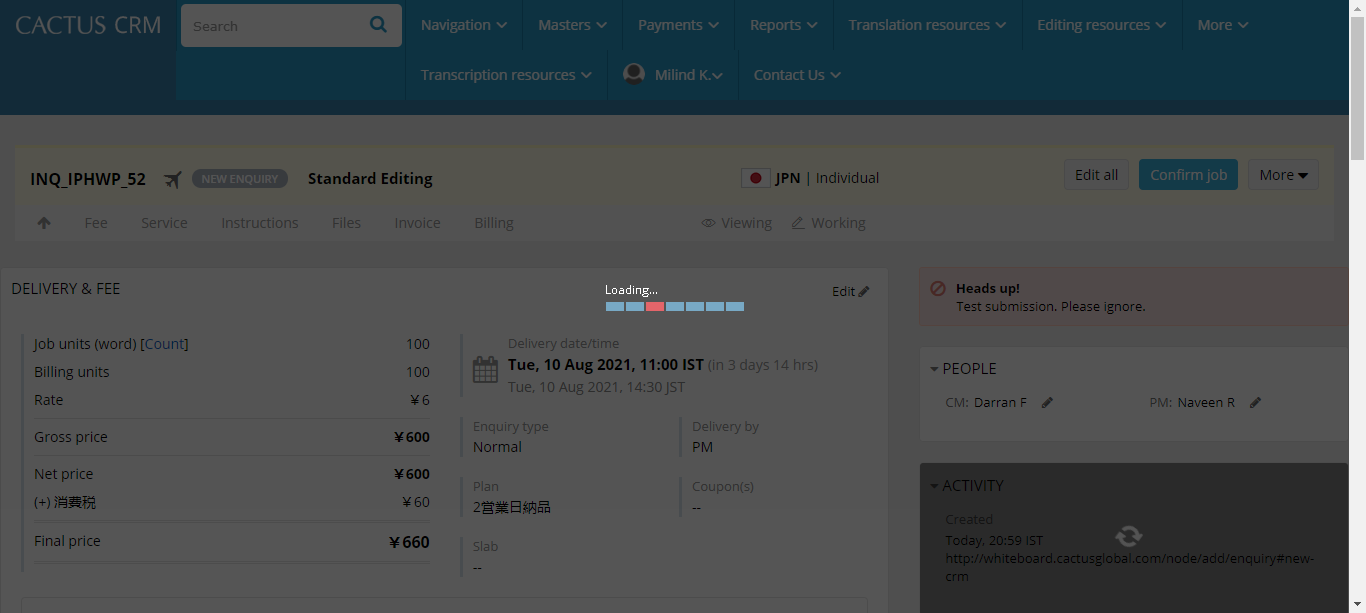 CACTUS CRM
Search
Navigation
Masters
Payments
Reports
Translation resources
Editing resources
More
Transcription resources
Milind K.
Contact Us
INQ_IPHWP_52
NEW ENQUIRY
Standard Editing
JPN | Individual
Edit all
Confirm job
More
Fee
Service
Instructions
Files
Invoice
Billing
Viewing
Working
DELIVERY & FEE
Edit
Loading...
Job units (word) [Count] 100
Billing units 100
Rate ¥6
Gross price ¥600
Net price ¥600
(+) 消费税 ¥60
Final price ¥660
Delivery date/time
Tue, 10 Aug 2021, 11:00 IST (in 3 days 14 hrs)
Tue, 10 Aug 2021, 14:30 JST
Enquiry type
Normal
Delivery by
PM
Plan
2営業日納品
Coupon(s)
--
Slab
--
Heads up!
Test submission. Please ignore.
PEOPLE
CM: Darran F
PM: Naveen R
ACTIVITY
Created
Today, 20:59 IST
http://whiteboard.cactusglobal.com/node/add/enquiry#new-
crm